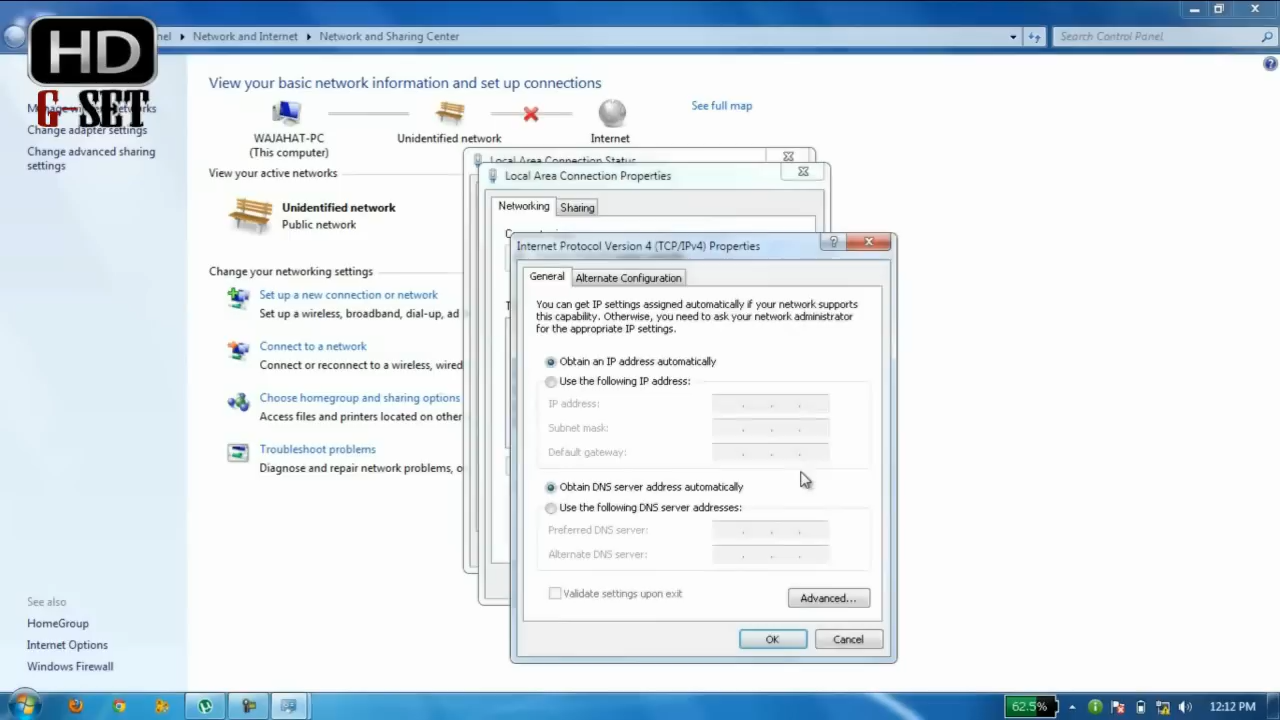 HD
G-SET
Network and Internet
Network and Sharing Center
Search Control Panel
Change adapter settings
Change advanced sharing
settings
See also
HomeGroup
Internet Options
Windows Firewall
View your basic network information and set up connections
See full map
WAJAHAT-PC
(This computer)
Unidentified network
Internet
View your active networks
Unidentified network
Public network
Change your networking settings
Set up a new connection or network
Set up a wireless, broadband, dial-up, ad
Connect to a network
Connect or reconnect to a wireless, wired
Choose homegroup and sharing options
Access files and printers located on other
Troubleshoot problems
Diagnose and repair network problems, o
Local Area Connection Status
Local Area Connection Properties
Networking
Sharing
Internet Protocol Version 4 (TCP/IPv4) Properties
General
Alternate Configuration
You can get IP settings assigned automatically if your network supports
this capability. Otherwise, you need to ask your network administrator
for the appropriate IP settings.
Obtain an IP address automatically
Use the following IP address:
IP address:
Subnet mask:
Default gateway:
Obtain DNS server address automatically
Use the following DNS server addresses:
Preferred DNS server:
Alternate DNS server:
Validate settings upon exit
Advanced...
OK
Cancel
62.5%
12:12 PM